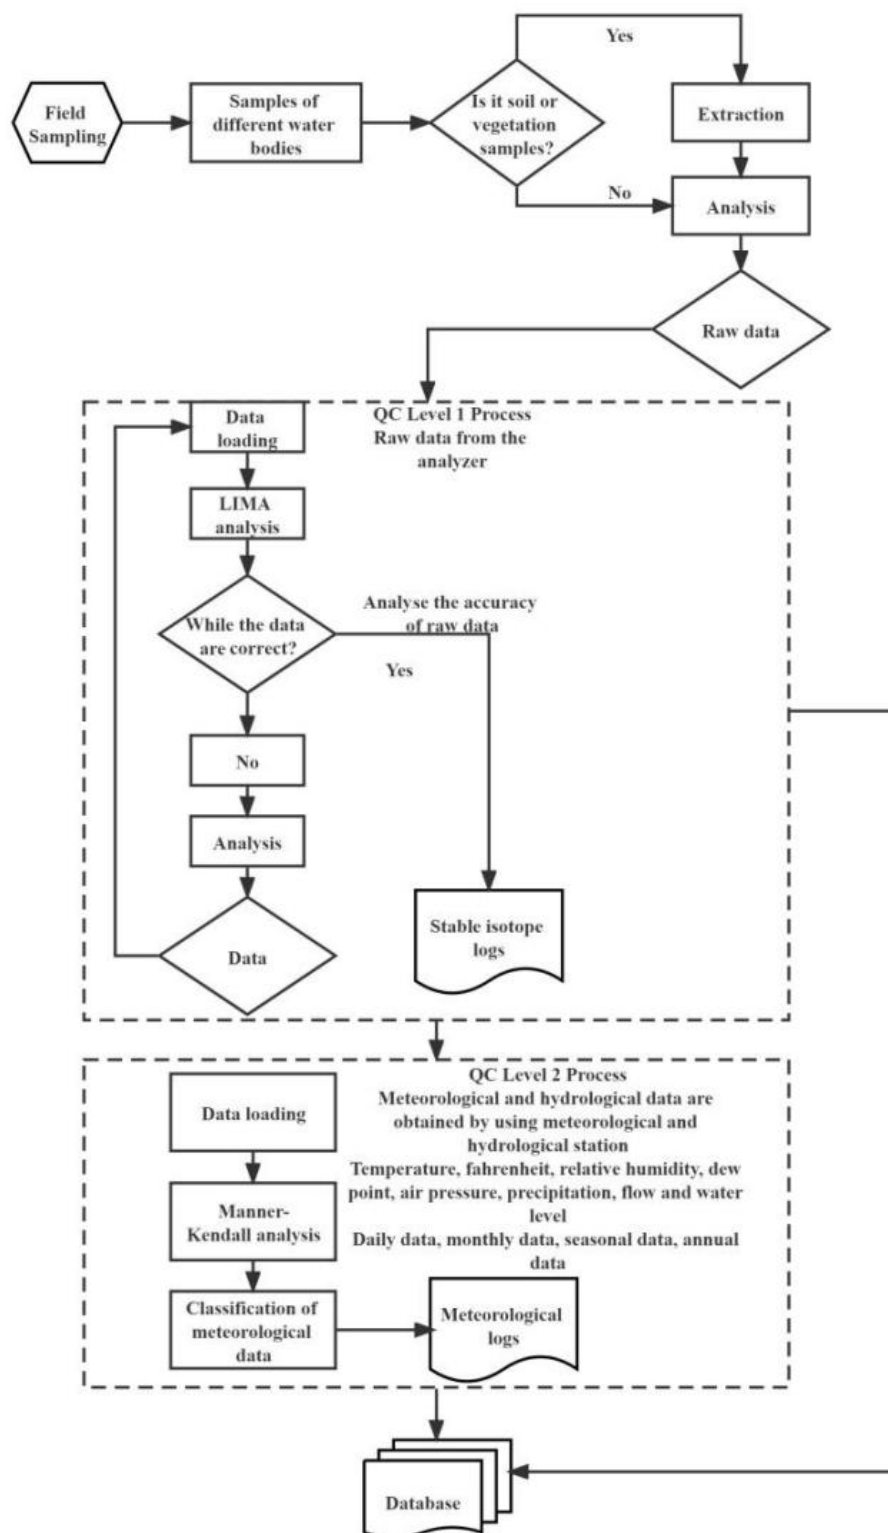 Yes
Field
Sampling
Samples of
different water
bodies
Is it soil or
vegetation
samples?
Extraction
No
Analysis
Raw data
QC Level 1 Process
Raw data from the
analyzer
Data
loading
LIMA
analysis
Analyse the accuracy
of raw data
While the data
are correct?
Yes
No
Analysis
Stable isotope
logs
Data
QC Level 2 Process
Meteorological and hydrological data are
obtained by using meteorological and
hydrological station
Temperature, fahrenheit, relative humidity, dew
point, air pressure, precipitation, flow and water
level
Daily data, monthly data, seasonal data, annual
data
Data loading
Manner-
Kendall analysis
Classification of
meteorological
data
Meteorological
logs
Database